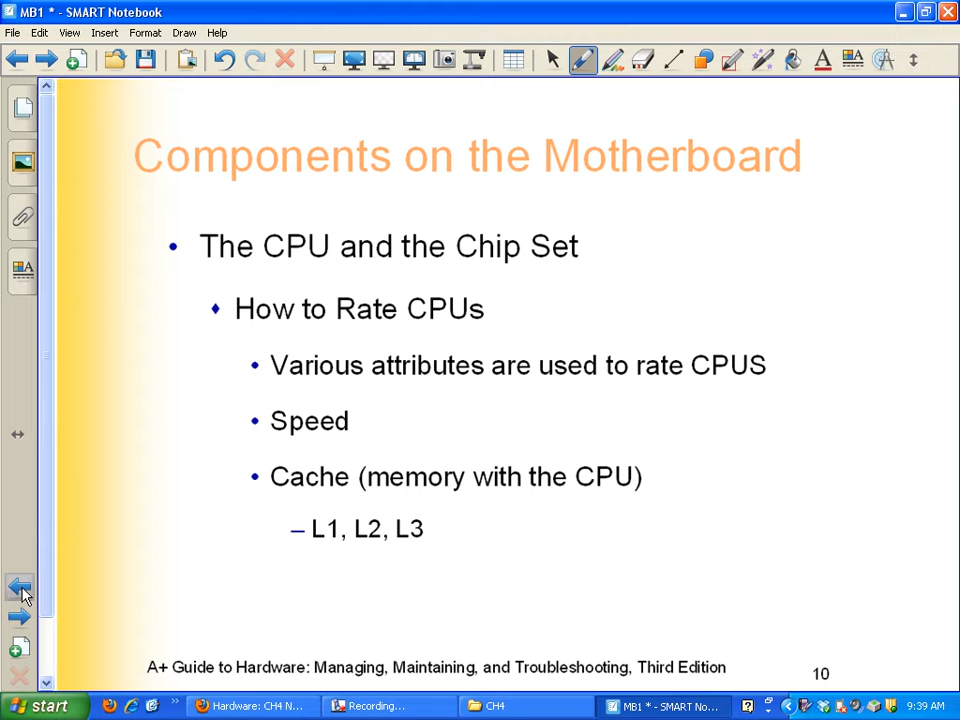 MB1 * - SMART Notebook
File Edit View Insert Format Draw Help
Components on the Motherboard
• The CPU and the Chip Set
♦ How to Rate CPUs
• Various attributes are used to rate CPUS
• Speed
• Cache (memory with the CPU)
– L1, L2, L3
A+ Guide to Hardware: Managing, Maintaining, and Troubleshooting, Third Edition
10
start » Hardware: CH4 N... Recording... CH4 MB1 * - SMART No... 9:39 AM